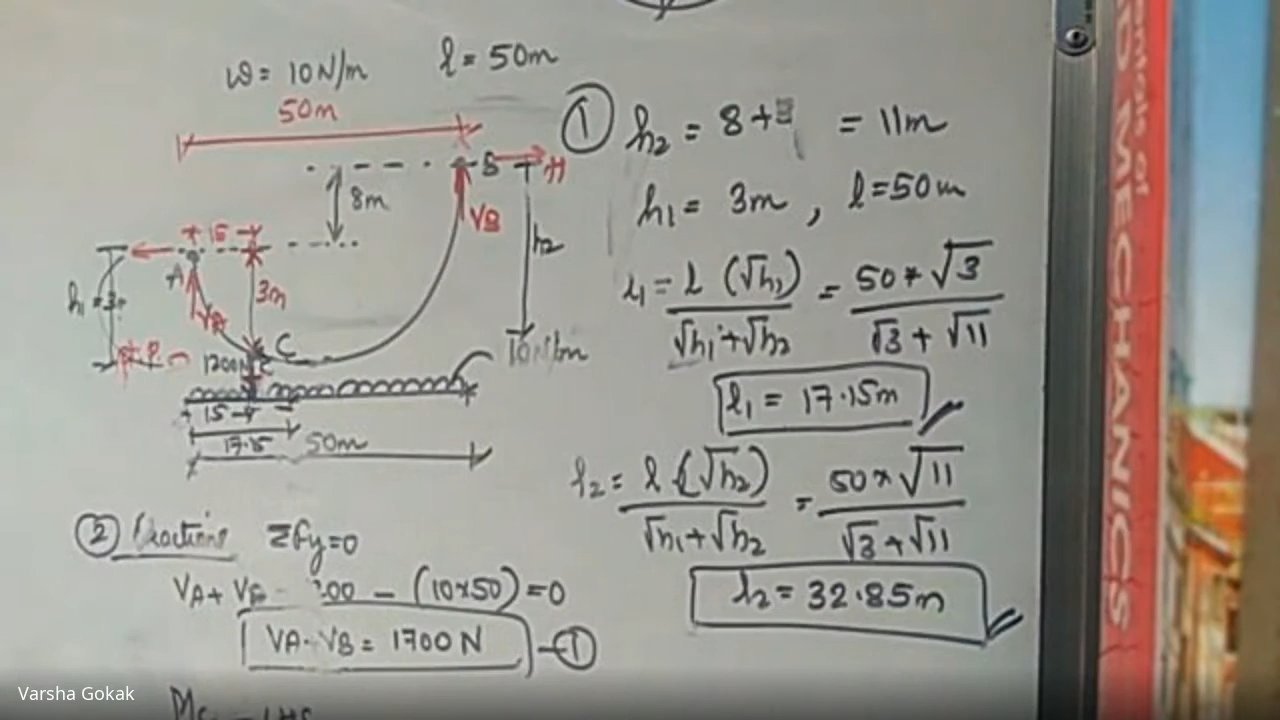 ω = 10 N/m    l = 50m
50m
B H
8m
VB
h2
15
A
3m
h1 = 3
VA
C
1200N
10N/m
15
17.15
50m
① h2 = 8+3 = 11m
h1 = 3m , l = 50m
l1 = l (√h1) / √h1+√h2 = 50*√3 / √3+√11
l1 = 17.15m
l2 = l (√h2) / √h1+√h2 = 50*√11 / √3+√11
l2 = 32.85m
② Reactions ΣFy=0
VA + VB - 00 - (10×50) = 0
VA VB = 1700 N - ①
MECHANICS
Varsha Gokak